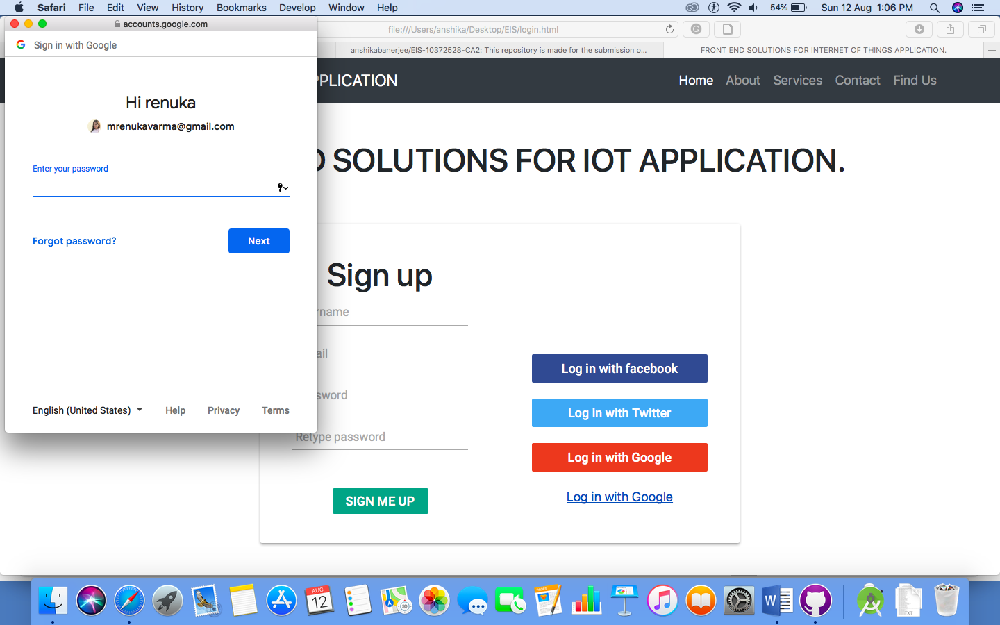 Safari File Edit View History Bookmarks Develop Window Help 54% Sun 12 Aug 1:06 PM
accounts.google.com
file:///Users/anshika/Desktop/EIS/login.html
Sign in with Google
anshikabanerjee/EIS-10372528-CA2: This repository is made for the submission o...
FRONT END SOLUTIONS FOR INTERNET OF THINGS APPLICATION.
PPLICATION
Home About Services Contact Find Us
Hi renuka
mrenukavarma@gmail.com
Enter your password
Forgot password?
Next
English (United States) Help Privacy Terms
D SOLUTIONS FOR IOT APPLICATION.
Sign up
rname
ail
sword
Retype password
SIGN ME UP
Log in with facebook
Log in with Twitter
Log in with Google
Log in with Google
AUG
12
3D
W
TXT